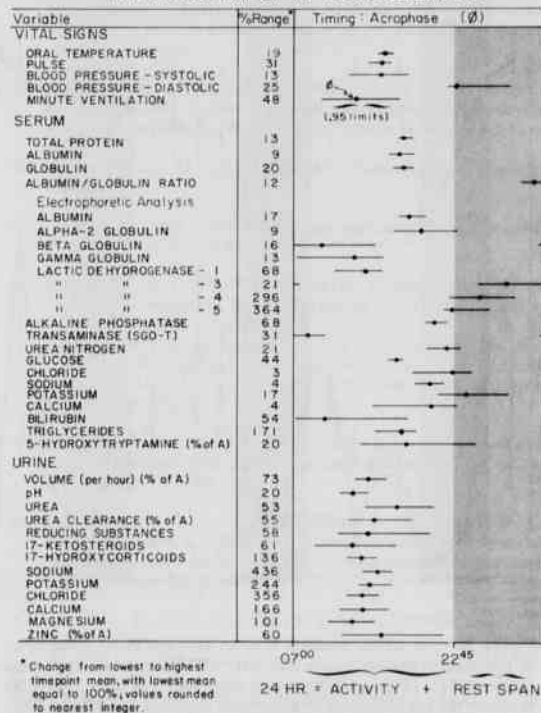 Variable %Range* Timing : Acrophase (Ø)
VITAL SIGNS
ORAL TEMPERATURE 19
PULSE 31
BLOOD PRESSURE-SYSTOLIC 13
BLOOD PRESSURE-DIASTOLIC 25
MINUTE VENTILATION 48
Ø
(.95 limits)
SERUM
TOTAL PROTEIN 13
ALBUMIN 9
GLOBULIN 20
ALBUMIN/GLOBULIN RATIO 12
Electrophoretic Analysis
ALBUMIN 17
ALPHA-2 GLOBULIN 9
BETA GLOBULIN 16
GAMMA GLOBULIN 13
LACTIC DEHYDROGENASE - 1 68
" " - 3 21
" " - 4 296
" " - 5 364
ALKALINE PHOSPHATASE 68
TRANSAMINASE (SGO-T) 31
UREA NITROGEN 21
GLUCOSE 44
CHLORIDE 3
SODIUM 4
POTASSIUM 17
CALCIUM 4
BILIRUBIN 54
TRIGLYCERIDES 171
5-HYDROXYTRYPTAMINE (% of A) 20
URINE
VOLUME (per hour) (% of A) 73
pH 20
UREA 53
UREA CLEARANCE (% of A) 55
REDUCING SUBSTANCES 58
17-KETOSTEROIDS 61
17-HYDROXYCORTICOIDS 136
SODIUM 436
POTASSIUM 244
CHLORIDE 356
CALCIUM 166
MAGNESIUM 101
ZINC (% of A) 60
07⁰⁰ 22⁴⁵
24 HR = ACTIVITY + REST SPAN
* Change from lowest to highest
timepoint mean, with lowest mean
equal to 100%; values rounded
to nearest integer.